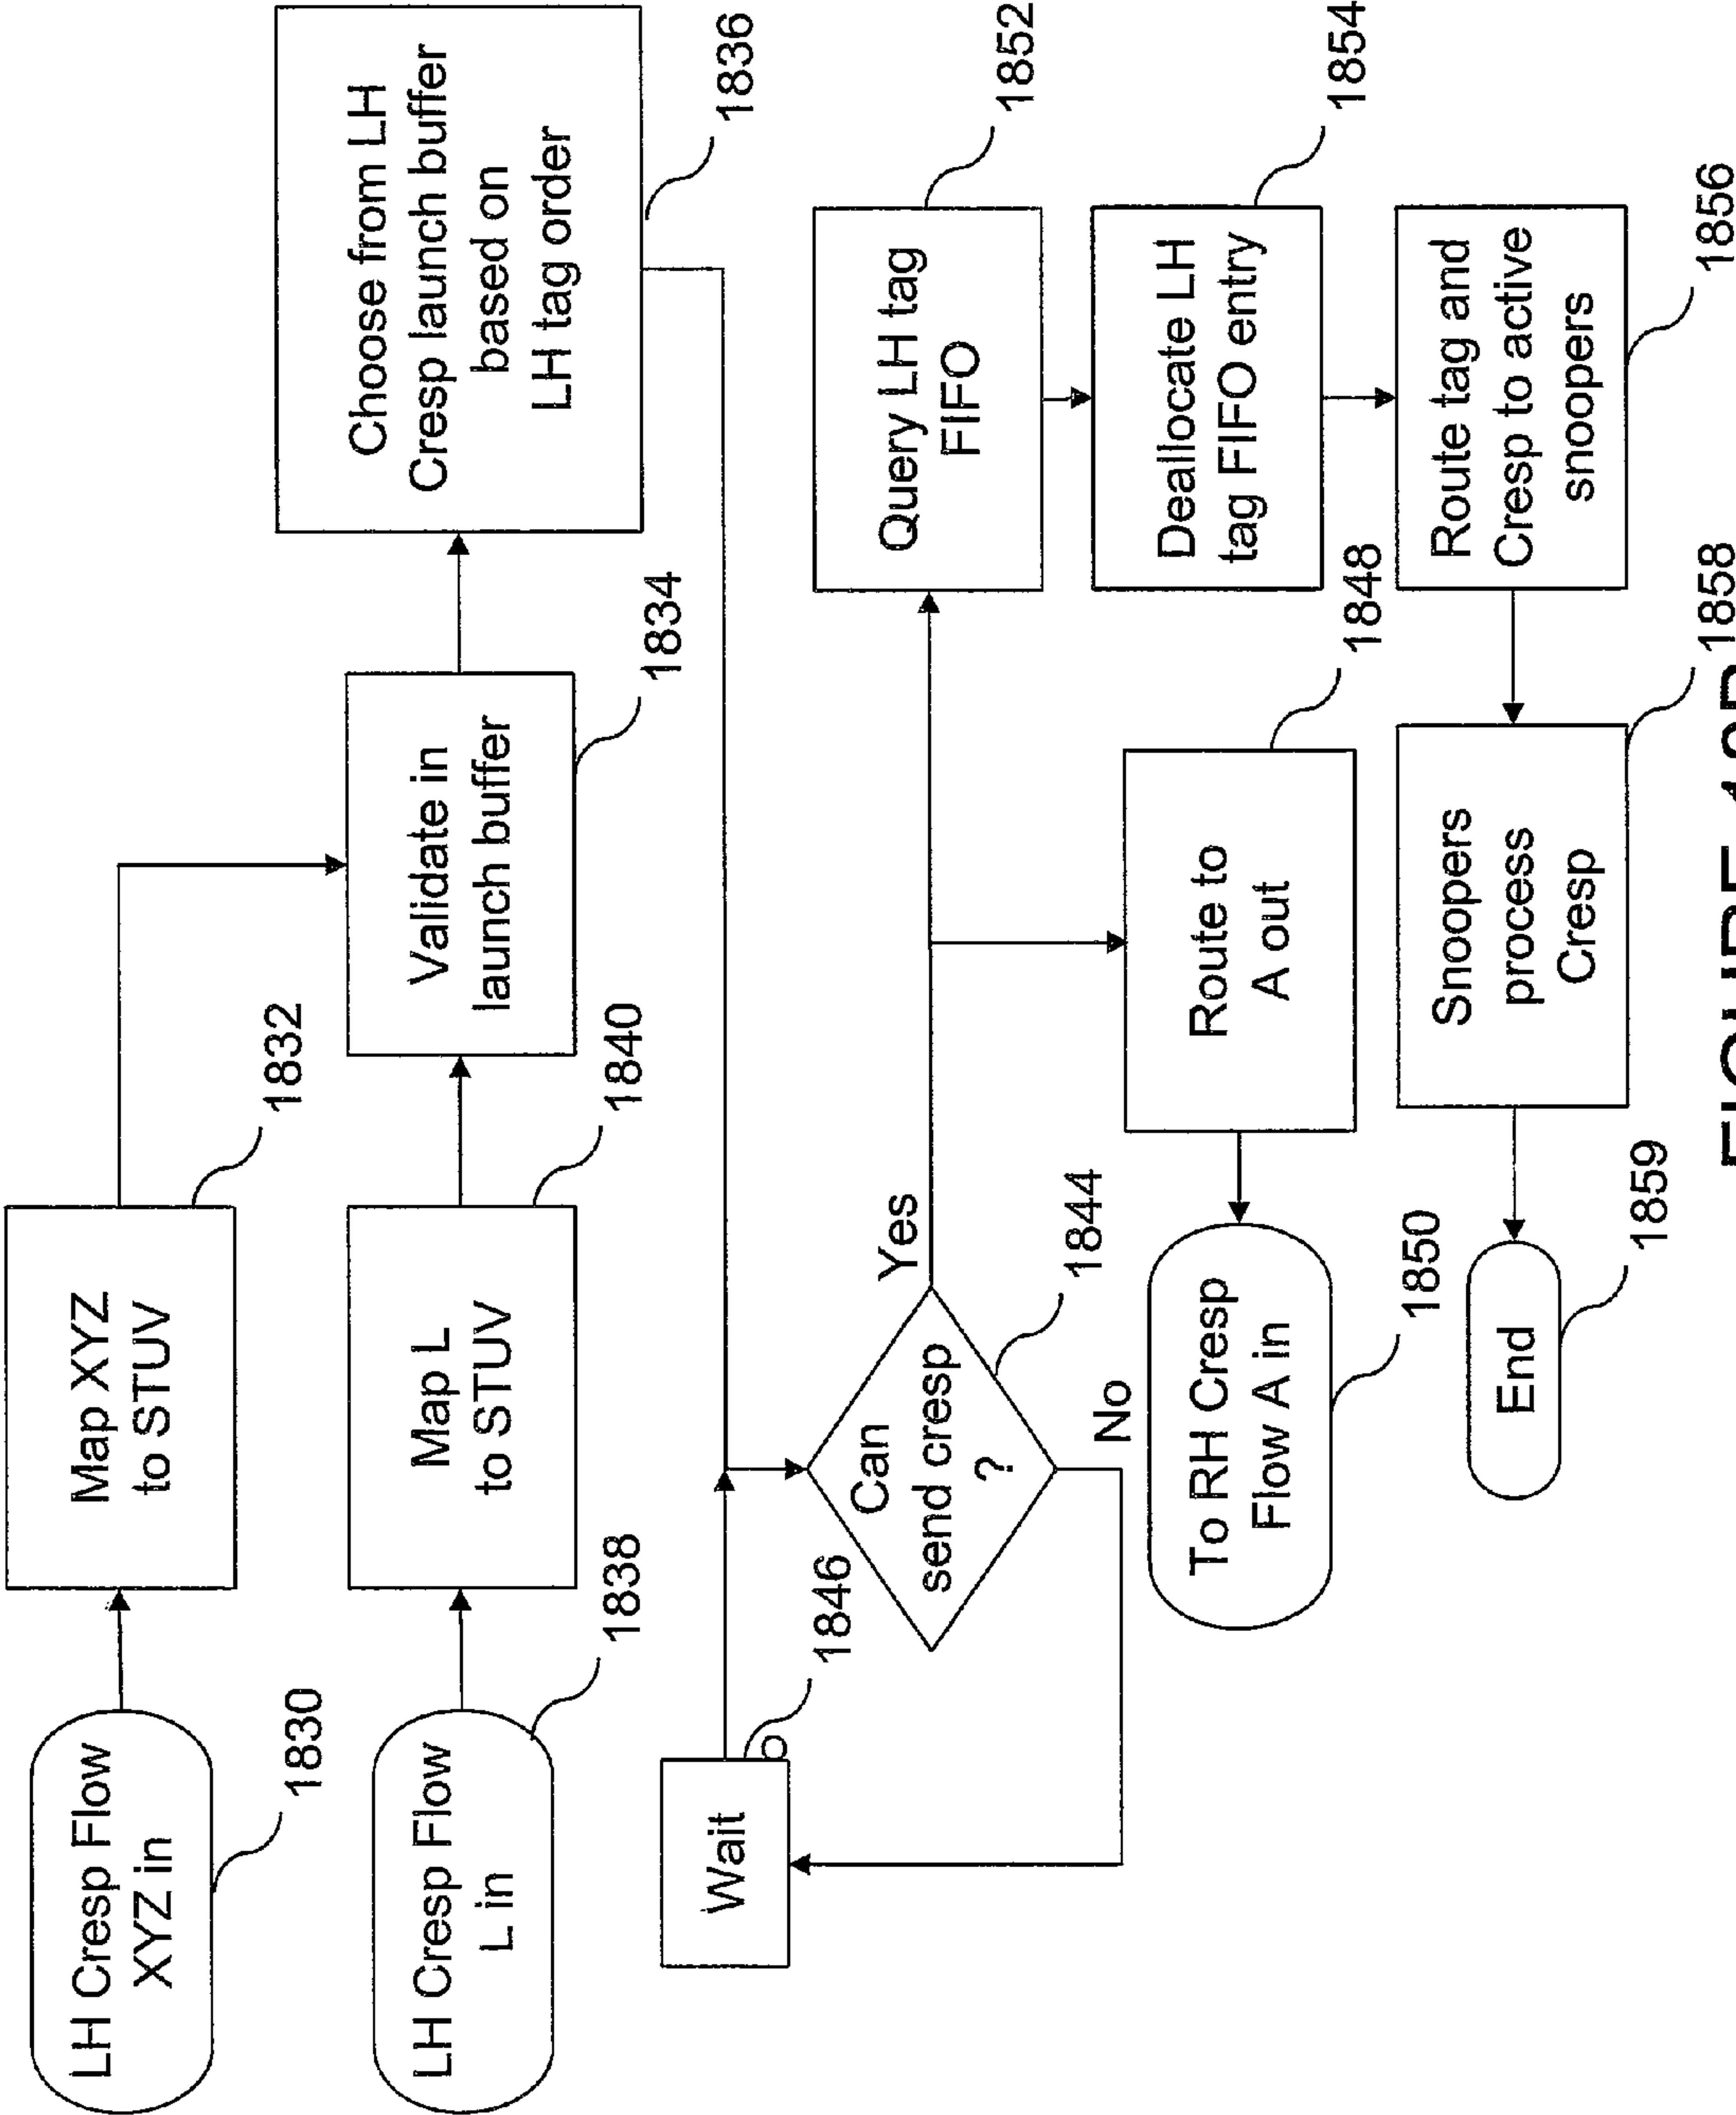 LH Cresp Flow
XYZ in
1830
Map XYZ
to STUV
1832
LH Cresp Flow
L in
1838
Map L
to STUV
1840
Validate in
launch buffer
1834
Choose from LH
Cresp launch buffer
based on
LH tag order
1836
Wait
1846
Can
send cresp
?
1844
Yes
No
Query LH tag
FIFO
1852
Deallocate LH
tag FIFO entry
1854
Route to
A out
1848
To RH Cresp
Flow A in
1850
Route tag and
Cresp to active
snoopers
1856
Snoopers
process
Cresp
1858
End
1859